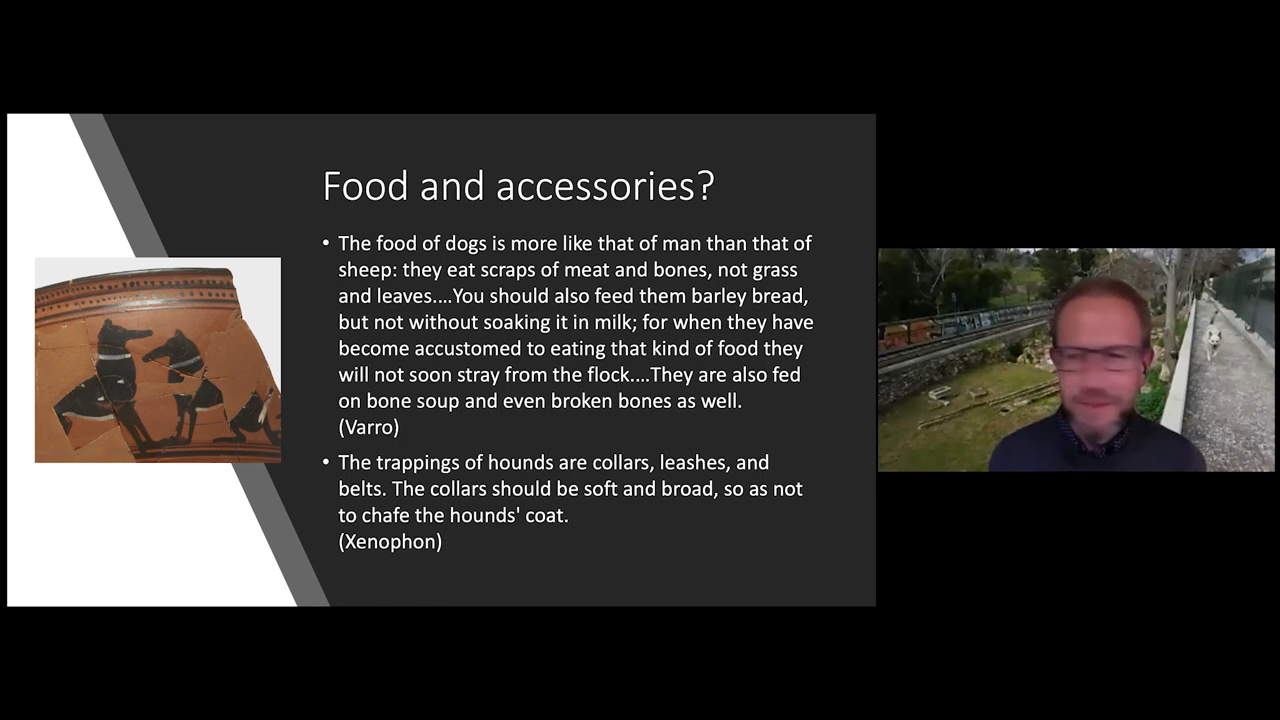 Food and accessories?
• The food of dogs is more like that of man than that of
sheep: they eat scraps of meat and bones, not grass
and leaves....You should also feed them barley bread,
but not without soaking it in milk; for when they have
become accustomed to eating that kind of food they
will not soon stray from the flock....They are also fed
on bone soup and even broken bones as well.
(Varro)
• The trappings of hounds are collars, leashes, and
belts. The collars should be soft and broad, so as not
to chafe the hounds' coat.
(Xenophon)